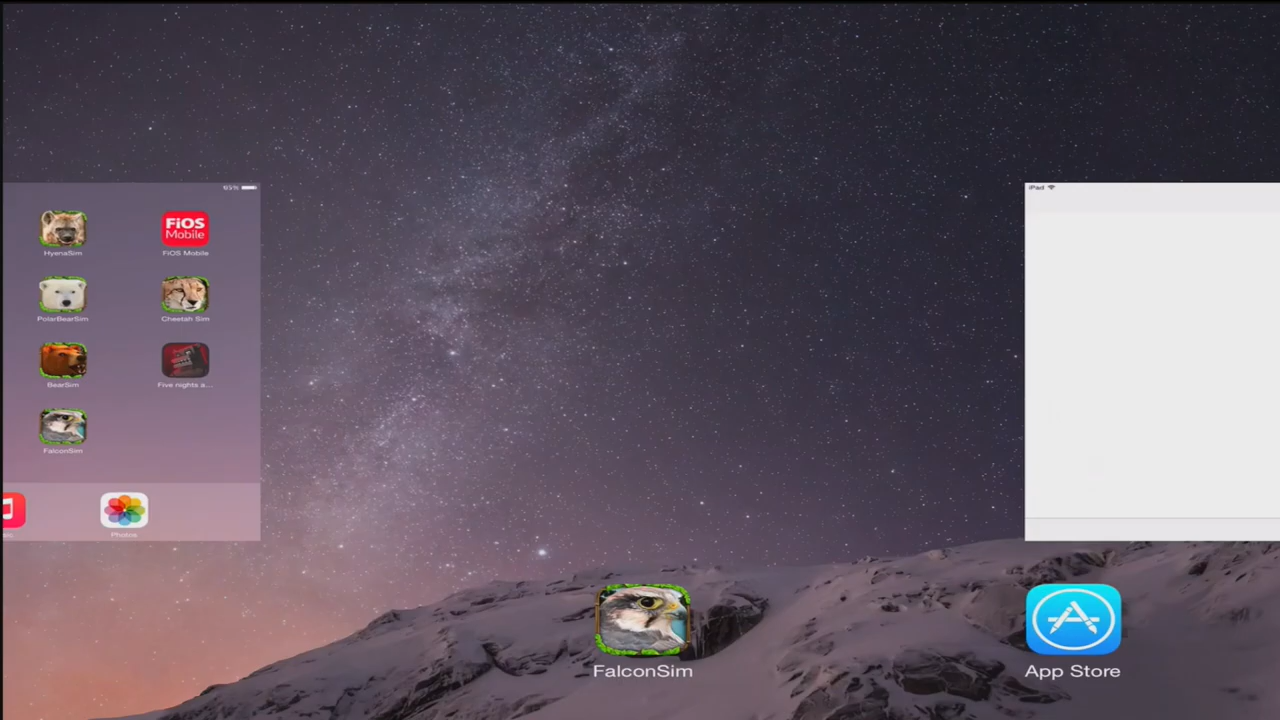 iPad
HyenaSim
FiOS
Mobile
FiOS Mobile
PolarBearSim
Cheetah Sim
BearSim
Five nights a...
FalconSim
Photos
FalconSim
App Store